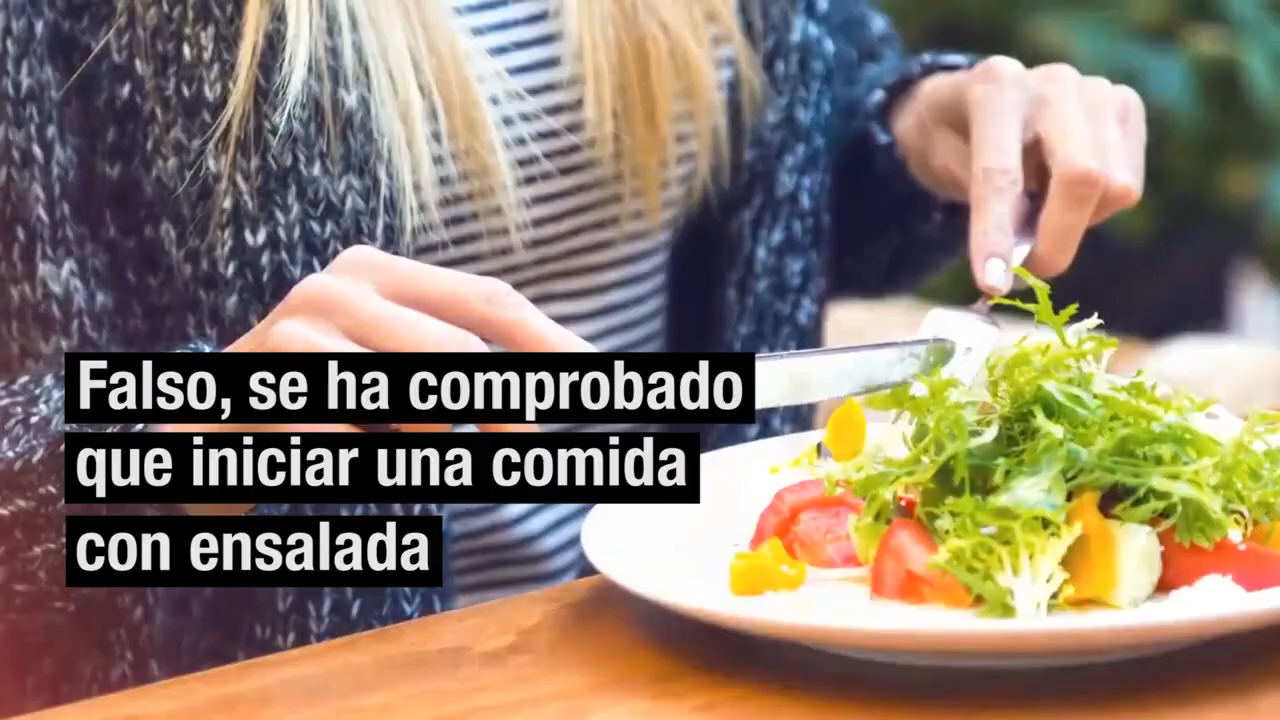 Falso, se ha comprobado
que iniciar una comida
con ensalada